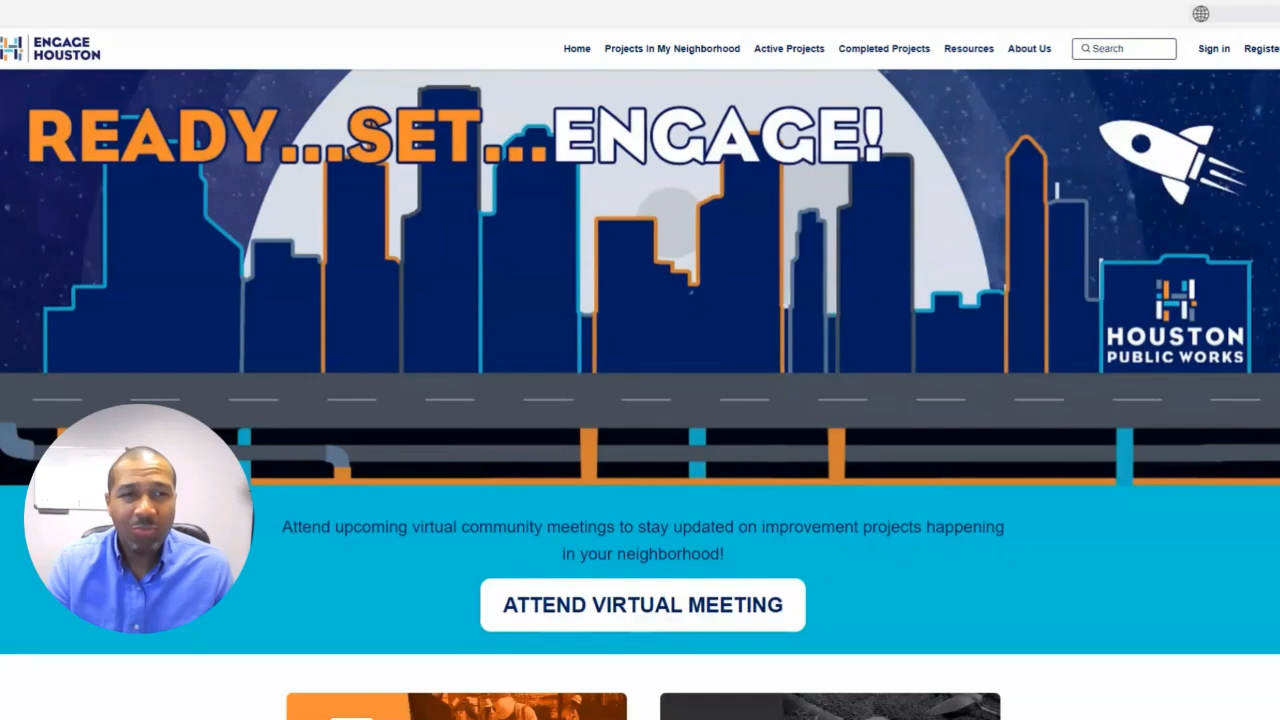 ENGAGE
HOUSTON
Home Projects In My Neighborhood Active Projects Completed Projects Resources About Us Search Sign in Registe
READY...SET...ENGAGE!
HOUSTON
PUBLIC WORKS
Attend upcoming virtual community meetings to stay updated on improvement projects happening
in your neighborhood!
ATTEND VIRTUAL MEETING